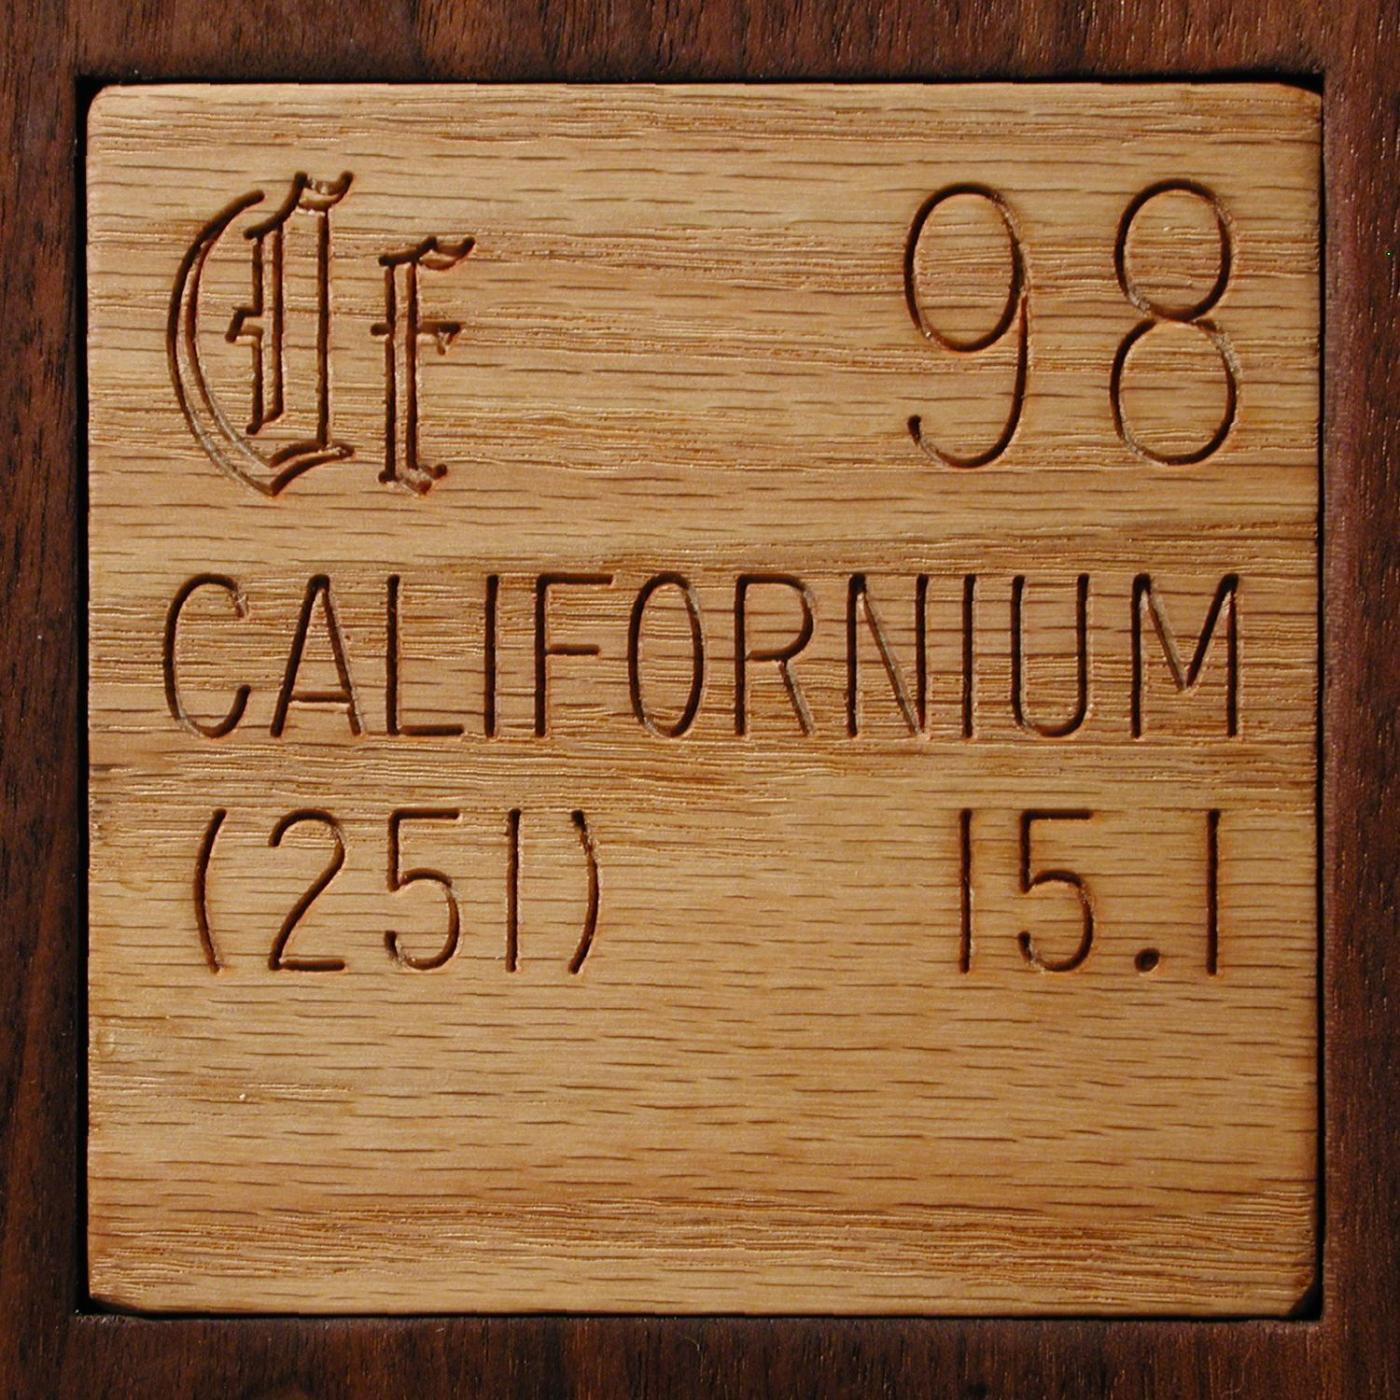 Cf 98
CALIFORNIUM
(251) 15.1